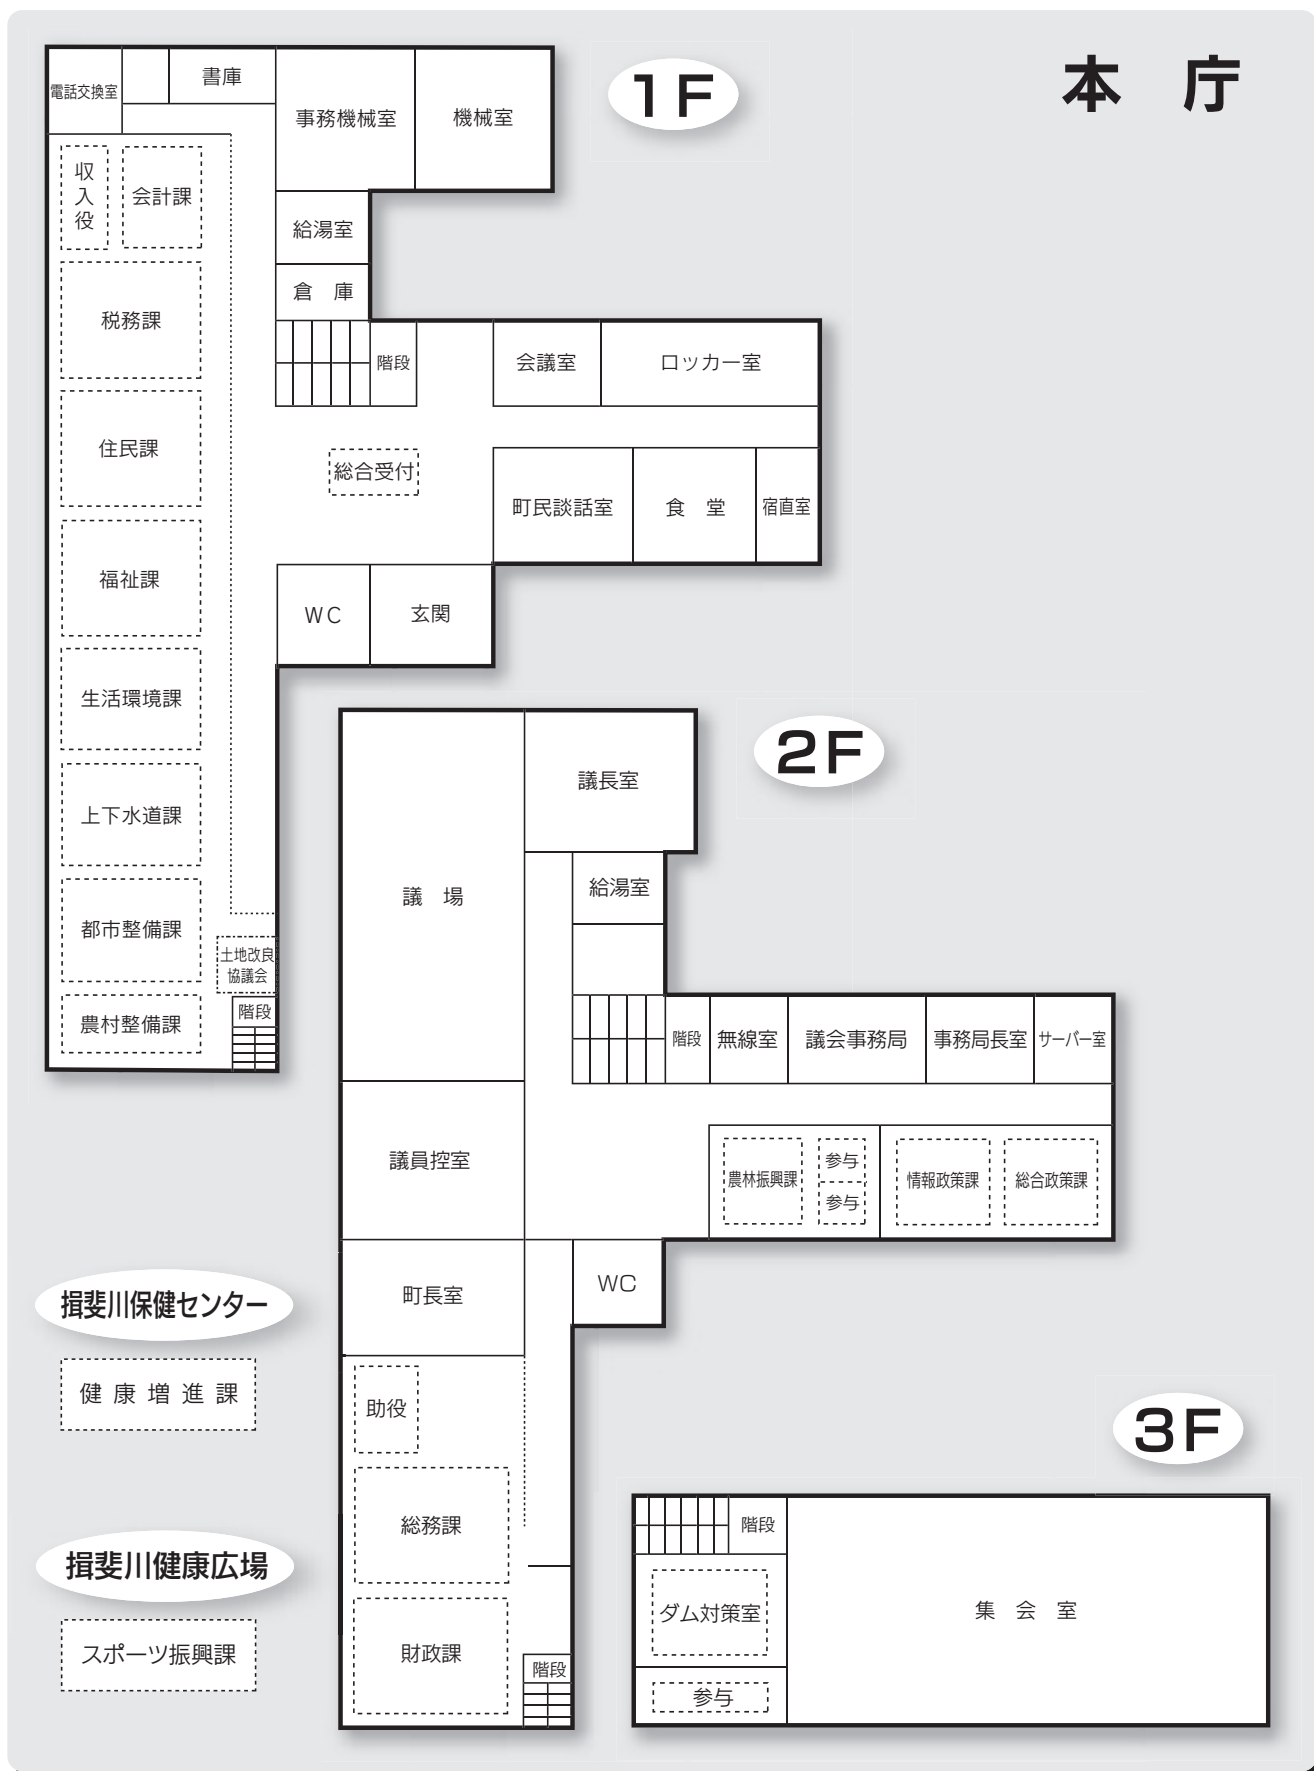 本　庁
1F
電話交換室
書庫
事務機械室
機械室
収入役
会計課
給湯室
倉　庫
税務課
階段
会議室
ロッカー室
住民課
総合受付
町民談話室
食　堂
宿直室
福祉課
WC
玄関
生活環境課
上下水道課
都市整備課
土地改良
協議会
農村整備課
階段
2F
議長室
議　場
給湯室
階段
無線室
議会事務局
事務局長室
サーバー室
議員控室
農林振興課
参与
参与
情報政策課
総合政策課
町長室
WC
助役
総務課
財政課
階段
揖斐川保健センター
健康増進課
揖斐川健康広場
スポーツ振興課
3F
階段
ダム対策室
参与
集　会　室